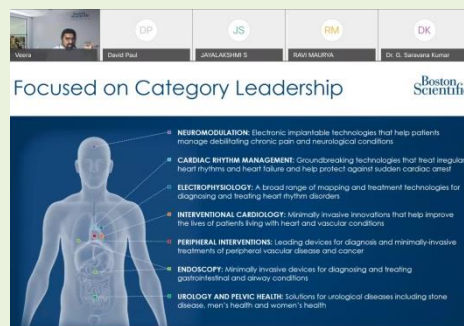 DP
JS
RM
DK
Veera
David Paul
JAYALAKSHMI S
RAVI MAURYA
Dr. G. Saravana Kumar
Focused on Category Leadership
Boston
Scientific
NEUROMODULATION: Electronic implantable technologies that help patients
manage debilitating chronic pain and neurological conditions
CARDIAC RHYTHM MANAGEMENT: Groundbreaking technologies that treat irregular
heart rhythms and heart failure and help protect against sudden cardiac arrest
ELECTROPHYSIOLOGY: A broad range of mapping and treatment technologies for
diagnosing and treating heart rhythm disorders
INTERVENTIONAL CARDIOLOGY: Minimally invasive innovations that help improve
the lives of patients living with heart and vascular conditions
PERIPHERAL INTERVENTIONS: Leading devices for diagnosis and minimally-invasive
treatments of peripheral vascular disease and cancer
ENDOSCOPY: Minimally invasive devices for diagnosing and treating
gastrointestinal and airway conditions
UROLOGY AND PELVIC HEALTH: Solutions for urological diseases including stone
disease, men's health and women's health